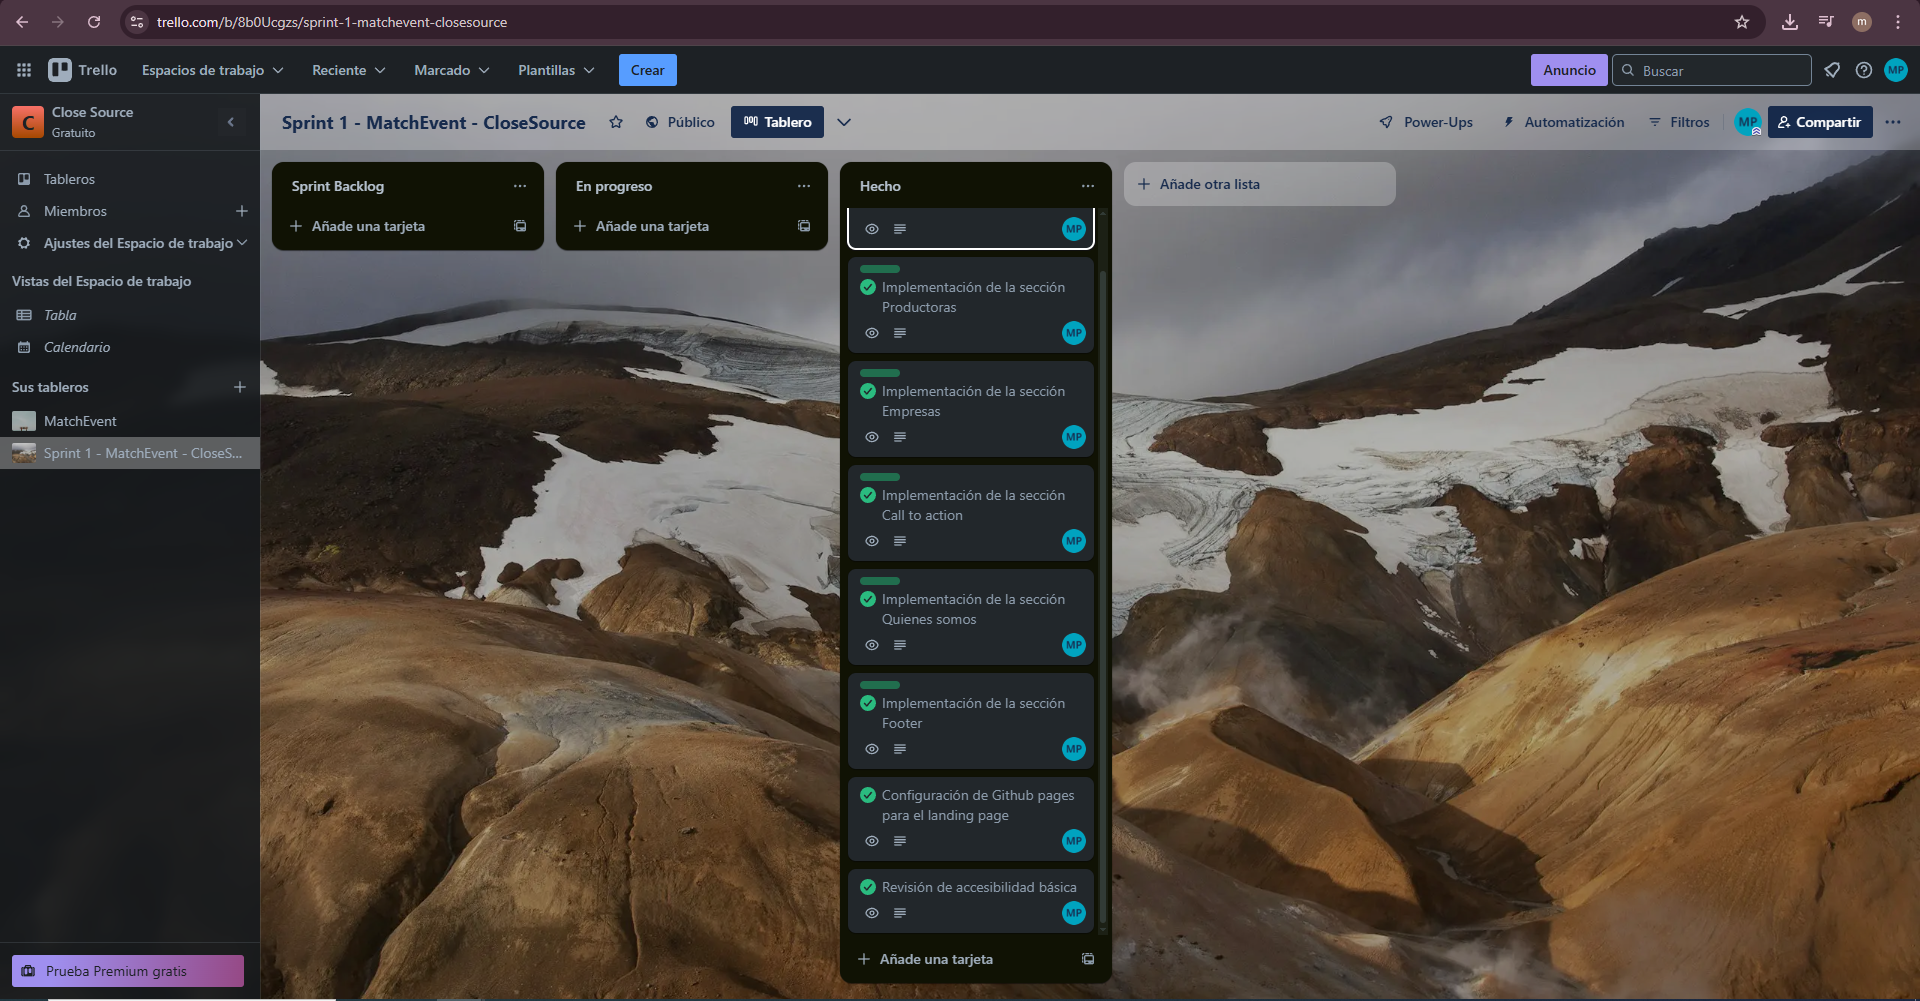 trello.com/b/8b0Ucgzs/sprint-1-matchevent-closesource
m
Trello
Espacios de trabajo
Reciente
Marcado
Plantillas
Crear
Anuncio
Buscar
MP
C
Close Source
Gratuito
Sprint 1 - MatchEvent - CloseSource
Público
Tablero
Power-Ups
Automatización
Filtros
MP
Compartir
Tableros
Miembros
Ajustes del Espacio de trabajo
Vistas del Espacio de trabajo
Tabla
Calendario
Sus tableros
MatchEvent
Sprint 1 - MatchEvent - CloseS...
Prueba Premium gratis
Sprint Backlog
Añade una tarjeta
En progreso
Añade una tarjeta
Hecho
MP
Implementación de la sección
Productoras
MP
Implementación de la sección
Empresas
MP
Implementación de la sección
Call to action
MP
Implementación de la sección
Quienes somos
MP
Implementación de la sección
Footer
MP
Configuración de Github pages
para el landing page
MP
Revisión de accesibilidad básica
MP
Añade una tarjeta
Añade otra lista